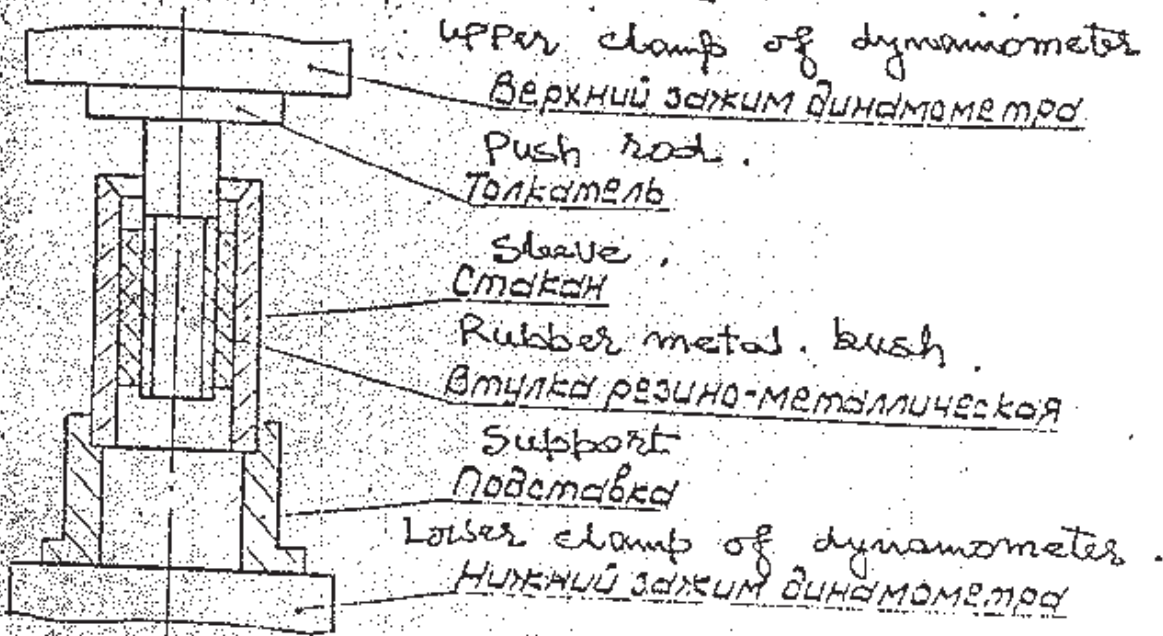 upper clamp of dynamometer
Верхний зажим динамометра
Push rod.
Толкатель
Sleeve.
Стакан
Rubber metal. bush.
Втулка резино-металлическая
Support
Подставка
Lower clamp of dynamometer.
Нижний зажим динамометра